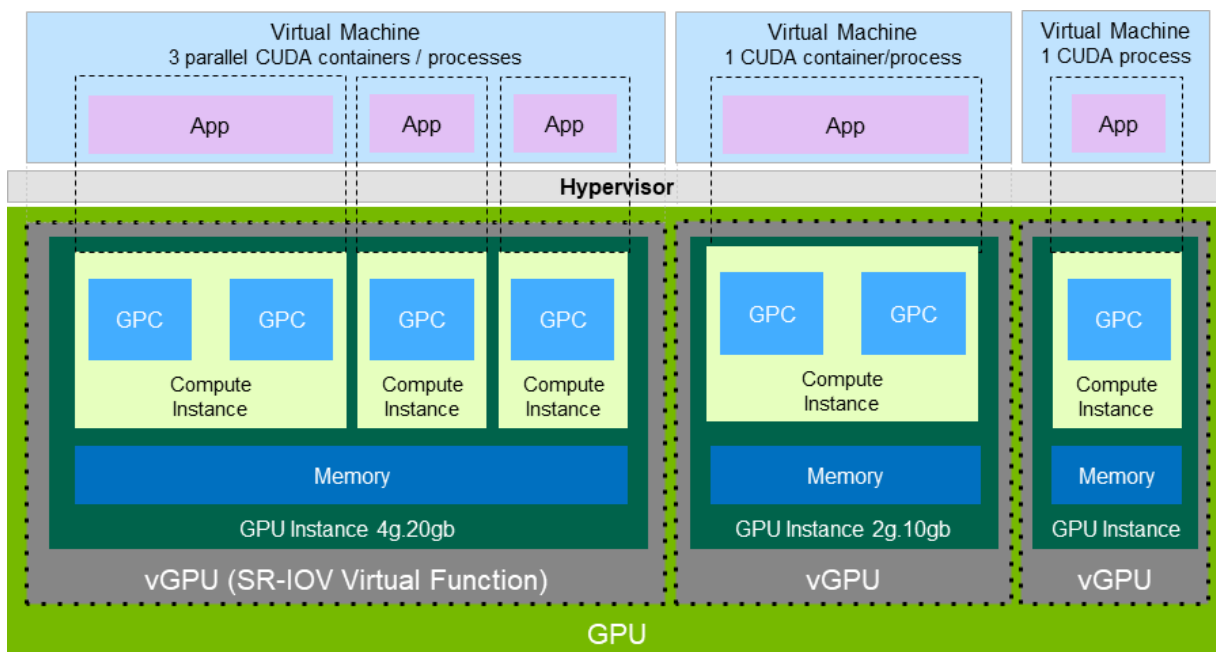 Virtual Machine
3 parallel CUDA containers / processes
Virtual Machine
1 CUDA container/process
Virtual Machine
1 CUDA process
App
App
App
App
App
Hypervisor
GPC
GPC
GPC
GPC
GPC
GPC
GPC
Compute
Instance
Compute
Instance
Compute
Instance
Compute
Instance
Compute
Instance
Memory
Memory
Memory
GPU Instance 4g.20gb
GPU Instance 2g.10gb
GPU Instance
vGPU (SR-IOV Virtual Function)
vGPU
vGPU
GPU